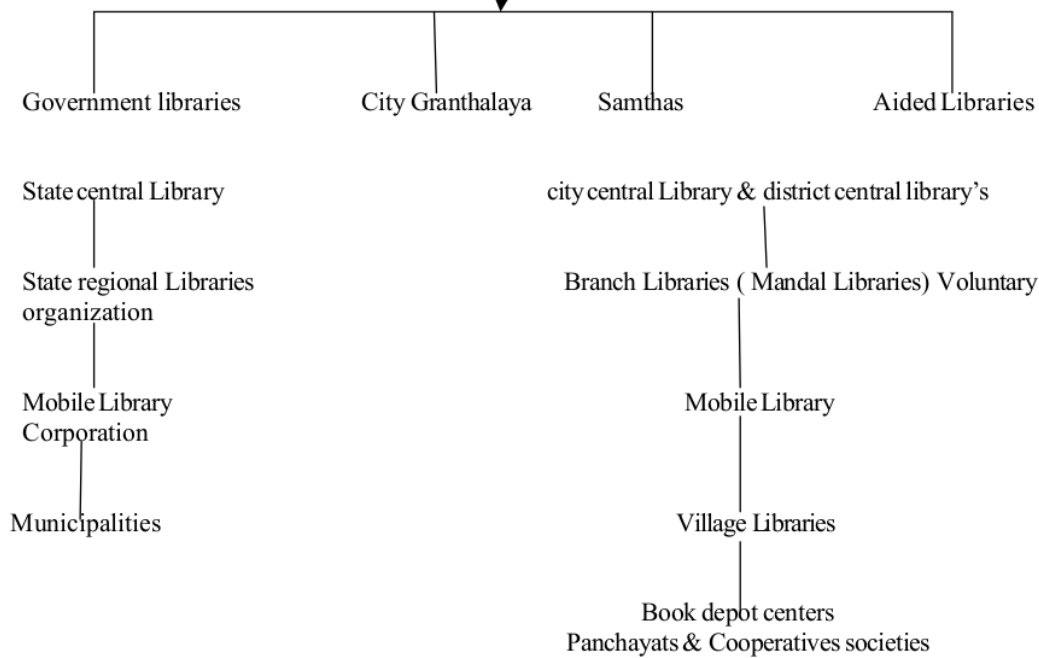 Government libraries City Granthalaya Samthas Aided Libraries
State central Library city central Library & district central library's
State regional Libraries Branch Libraries ( Mandal Libraries) Voluntary
organization
Mobile Library Mobile Library
Corporation
Municipalities Village Libraries
Book depot centers
Panchayats & Cooperatives societies